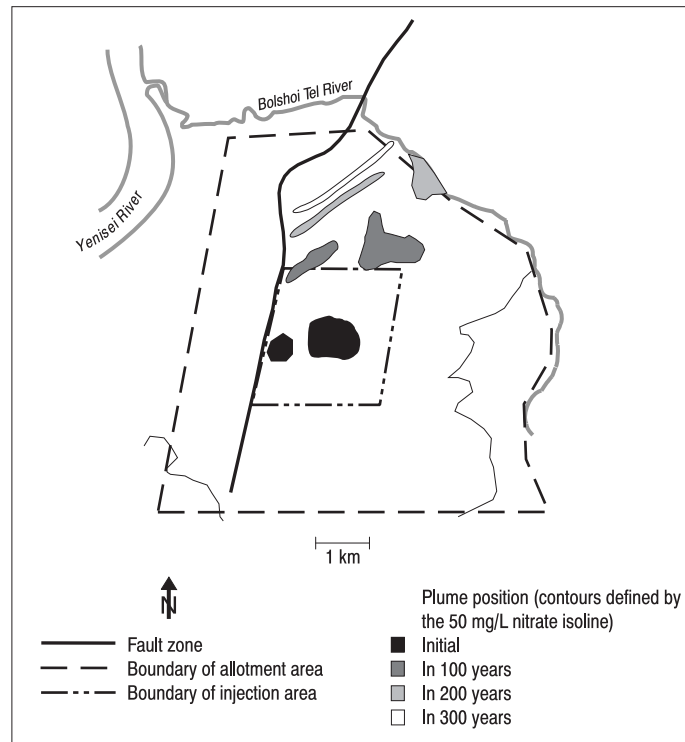 Bolshoi Tel River
Yenisei River
1 km
N
Fault zone
Boundary of allotment area
Boundary of injection area
Plume position (contours defined by
the 50 mg/L nitrate isoline)
Initial
In 100 years
In 200 years
In 300 years